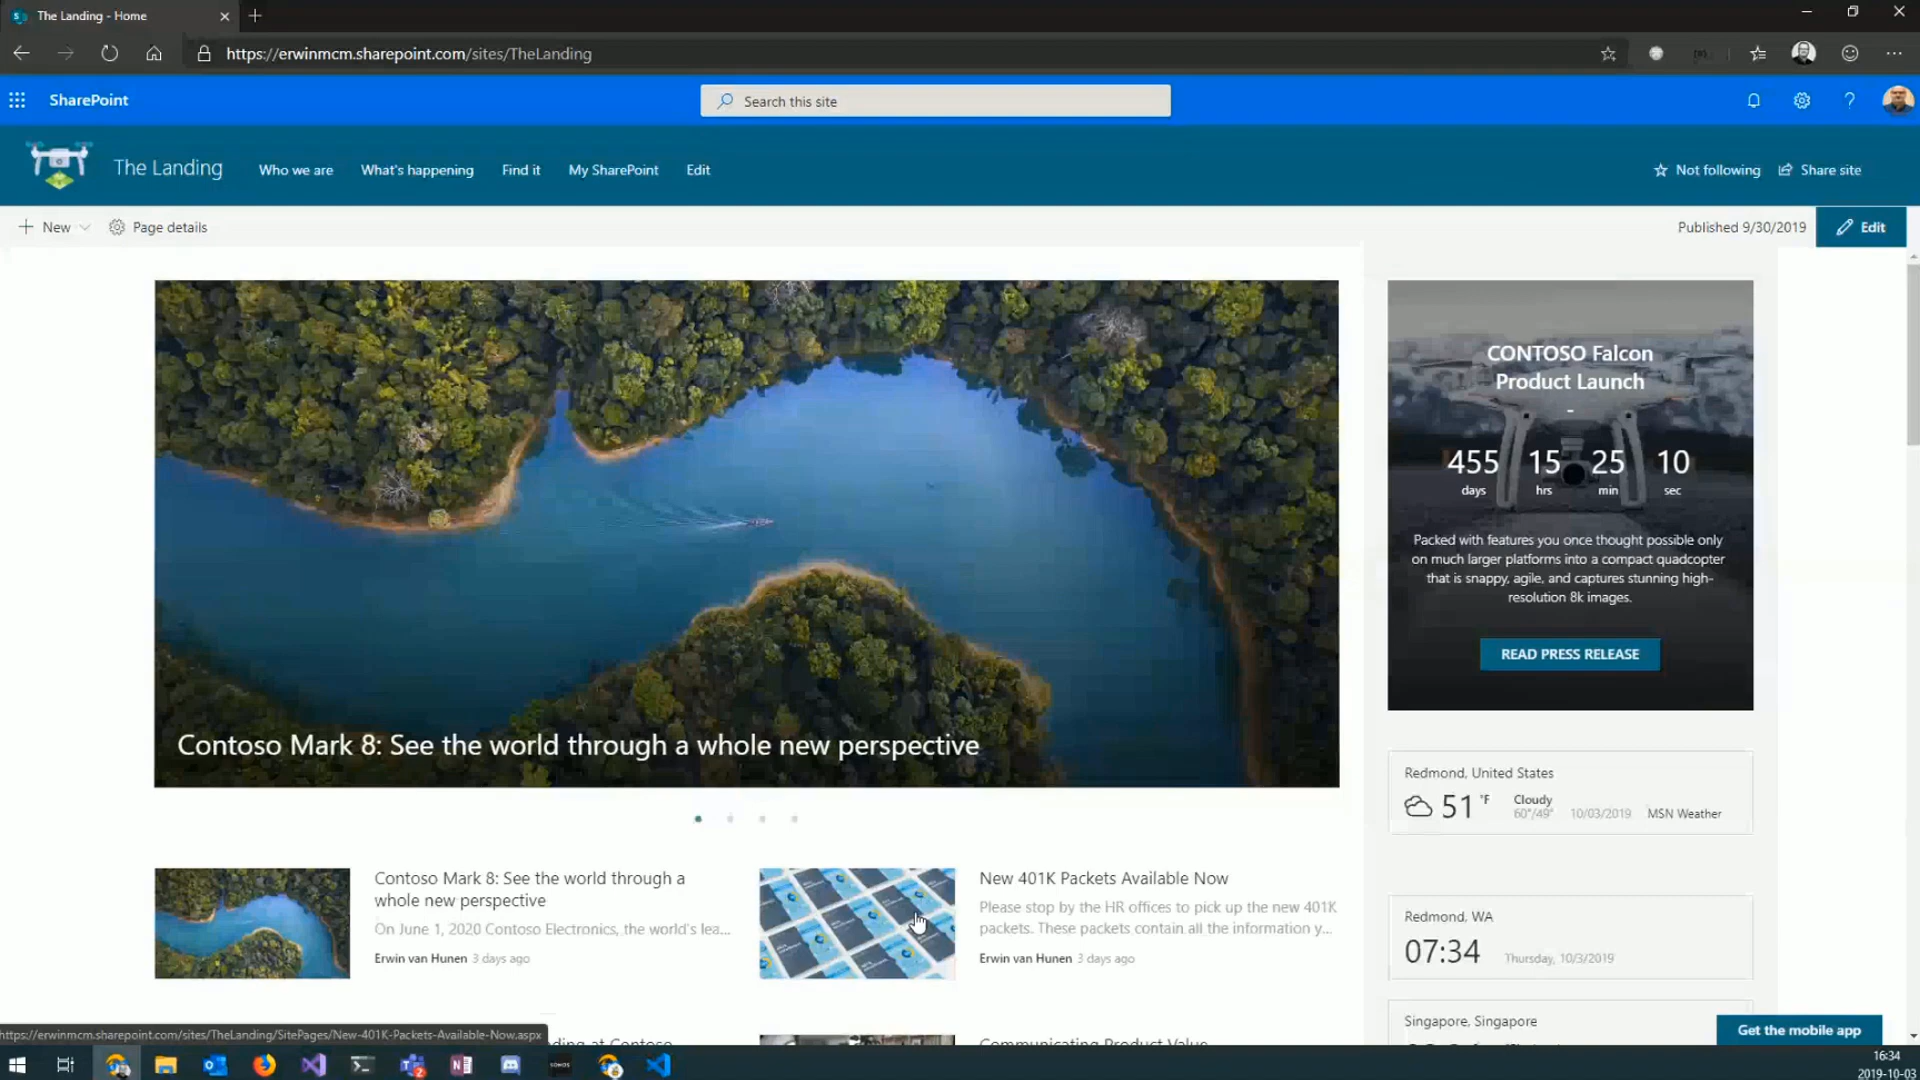 The Landing - Home
https://erwinmcm.sharepoint.com/sites/TheLanding
SharePoint
Search this site
The Landing
Who we are
What's happening
Find it
My SharePoint
Edit
Not following
Share site
New
Page details
Published 9/30/2019
Edit
Contoso Mark 8: See the world through a whole new perspective
CONTOSO Falcon
Product Launch
-
455 15 25 10
days hrs min sec
Packed with features you once thought possible only
on much larger platforms into a compact quadcopter
that is snappy, agile, and captures stunning high-
resolution 8k images.
READ PRESS RELEASE
Redmond, United States
51 °F
Cloudy
60°/49°
10/03/2019
MSN Weather
Contoso Mark 8: See the world through a
whole new perspective
On June 1, 2020 Contoso Electronics, the world's lea...
Erwin van Hunen 3 days ago
New 401K Packets Available Now
Please stop by the HR offices to pick up the new 401K
packets. These packets contain all the information y...
Erwin van Hunen 3 days ago
Redmond, WA
07:34
Thursday, 10/3/2019
Singapore, Singapore
Get the mobile app
https://erwinmcm.sharepoint.com/sites/TheLanding/SitePages/New-401K-Packets-Available-Now.aspx
at Contoso
Communicating Product Value
SONOS
16:34
2019-10-03